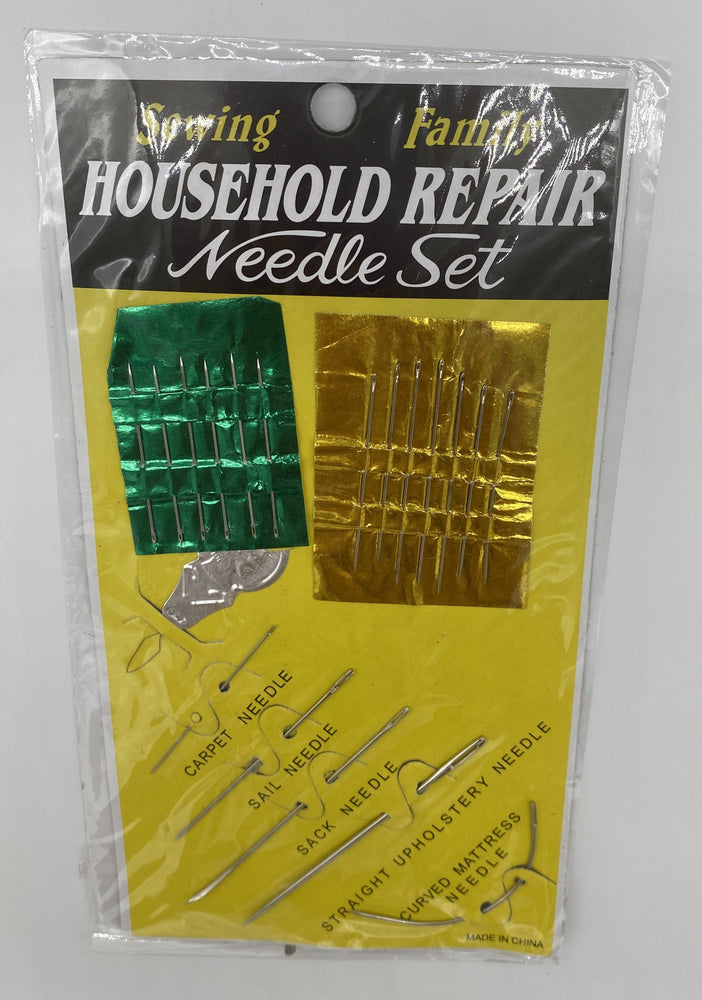 Sewing Family
HOUSEHOLD REPAIR
Needle Set
CARPET NEEDLE
SAIL NEEDLE
SACK NEEDLE
STRAIGHT UPHOLSTERY NEEDLE
CURVED MATTRESS
NEEDLE
MADE IN CHINA